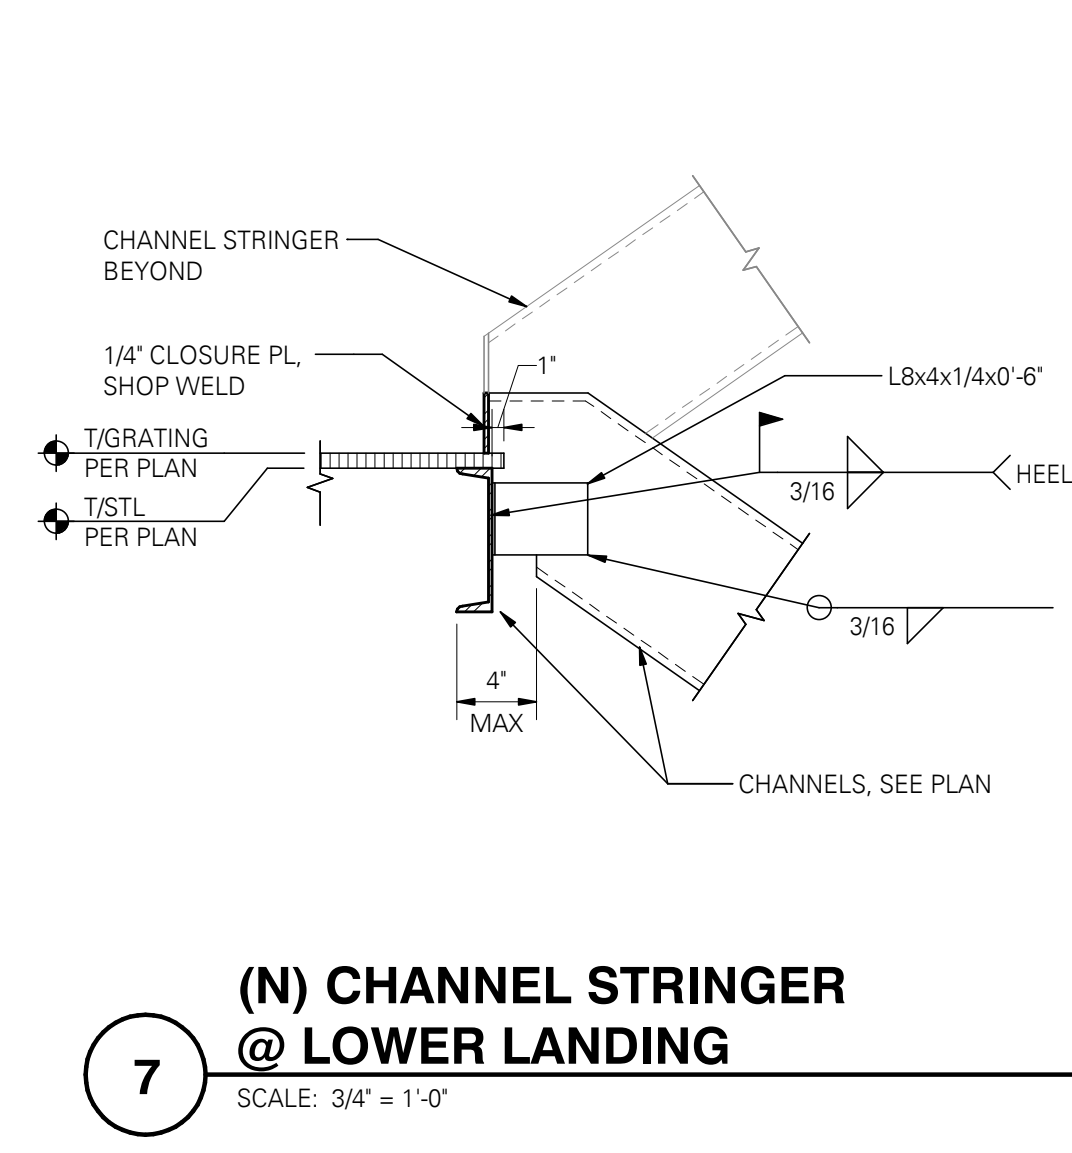 CHANNEL STRINGER
BEYOND
1/4" CLOSURE PL,
SHOP WELD
1"
L8x4x1/4x0'-6"
T/GRATING
PER PLAN
T/STL
PER PLAN
3/16
HEEL
3/16
4"
MAX
CHANNELS, SEE PLAN
(N) CHANNEL STRINGER
@ LOWER LANDING
7
SCALE: 3/4" = 1'-0"